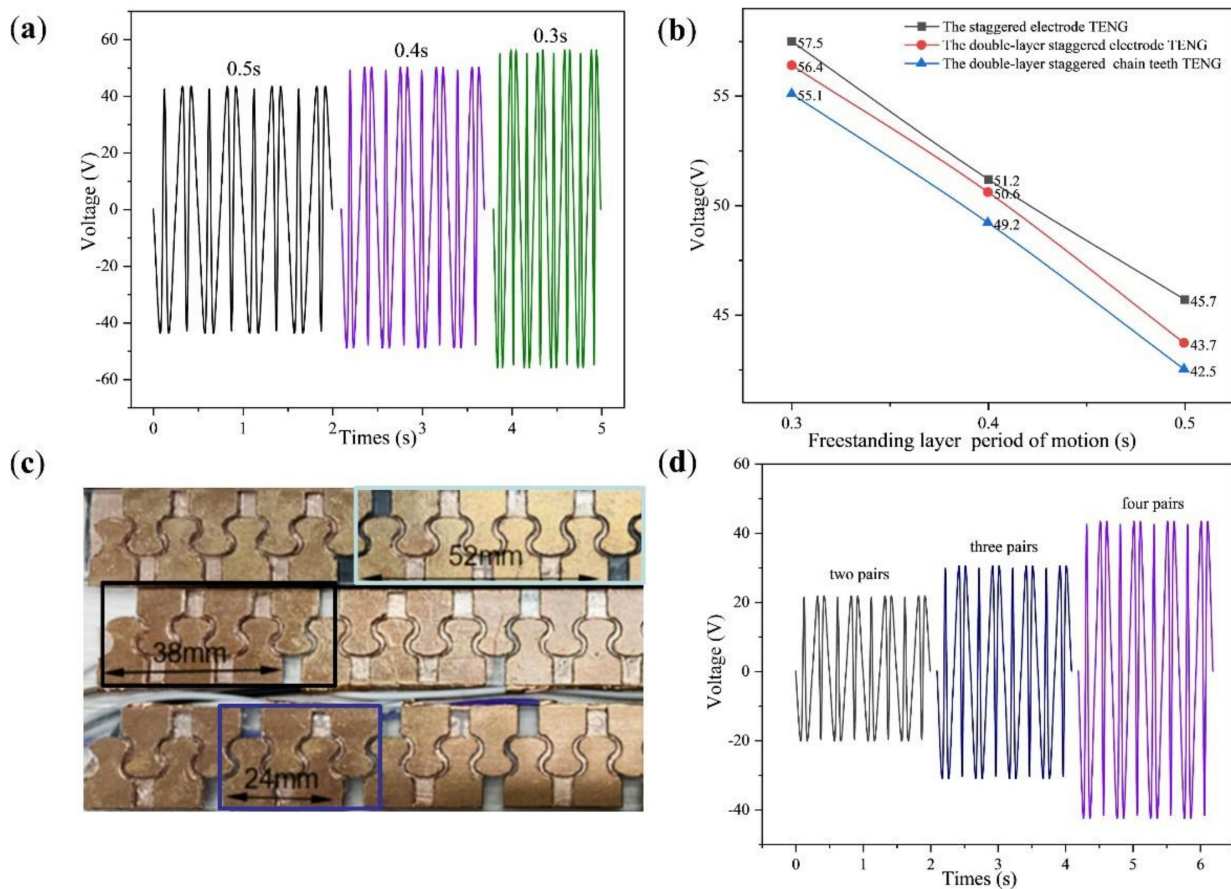 (a)
60
40
20
0
-20
-40
-60
Voltage (V)
0.5s
0.4s
0.3s
0
1
2
3
4
5
Times (s)
(b)
The staggered electrode TENG
The double-layer staggered electrode TENG
The double-layer staggered chain teeth TENG
57.5
56.4
55.1
51.2
50.6
49.2
45.7
43.7
42.5
55
50
45
Voltage(V)
0.3
0.4
0.5
Freestanding layer period of motion (s)
(c)
52mm
38mm
24mm
(d)
60
40
20
0
-20
-40
Voltage (V)
two pairs
three pairs
four pairs
0
1
2
3
4
5
6
Times (s)